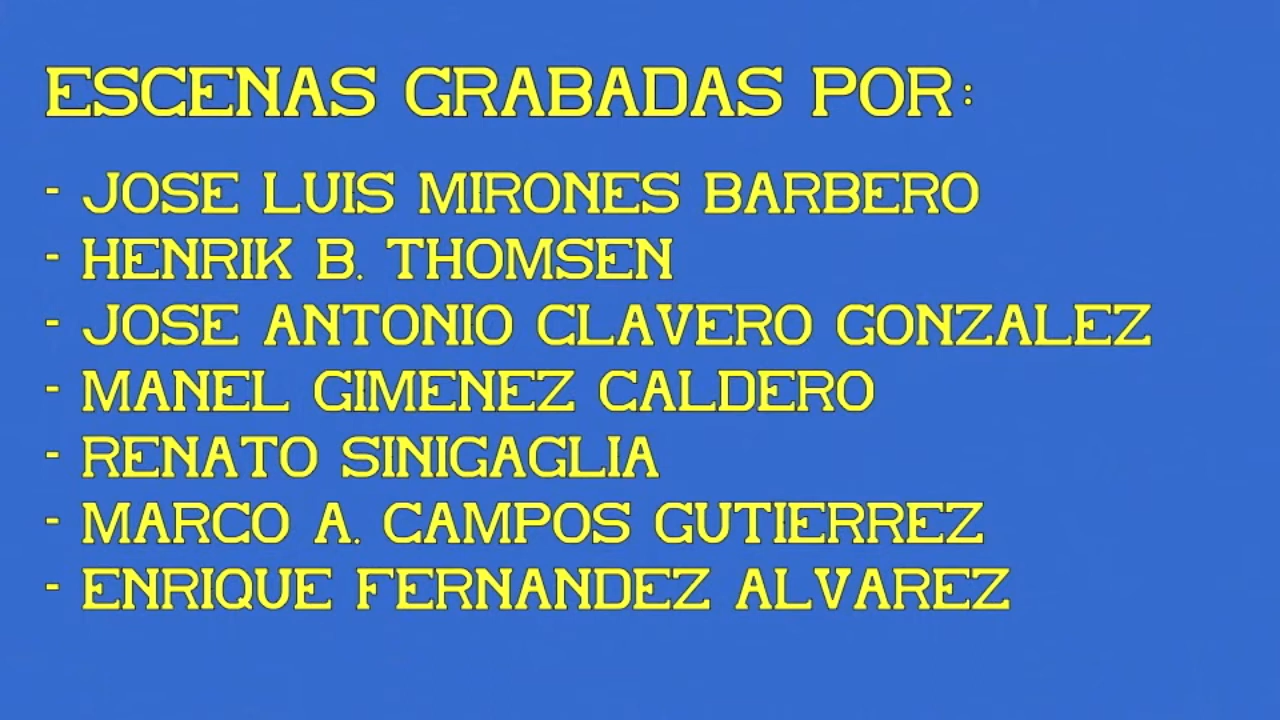 ESCENAS GRABADAS POR:
- JOSE LUIS MIRONES BARBERO
- HENRIK B. THOMSEN
- JOSE ANTONIO CLAVERO GONZALEZ
- MANEL GIMENEZ CALDERO
- RENATO SINIGAGLIA
- MARCO A. CAMPOS GUTIERREZ
- ENRIQUE FERNANDEZ ALVAREZ